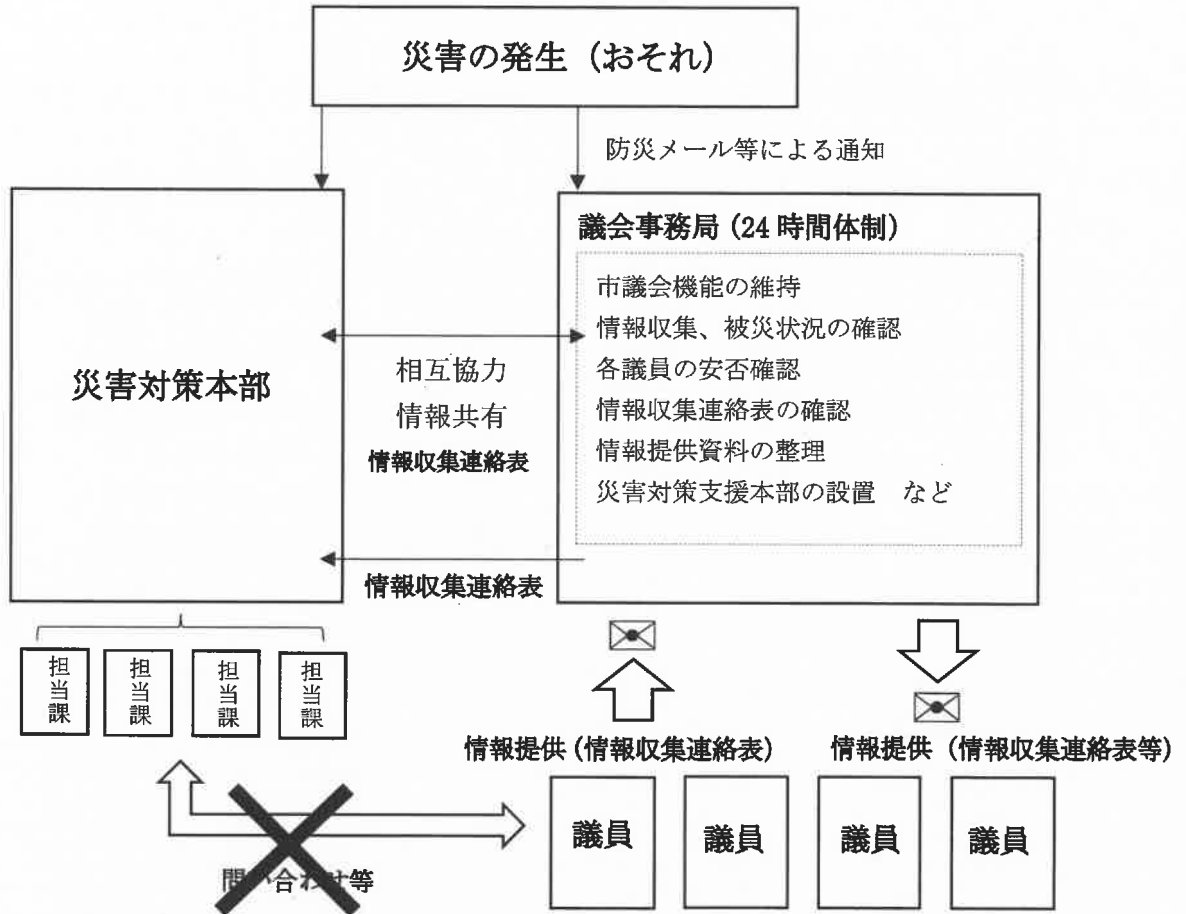 災害の発生（おそれ）
防災メール等による通知
災害対策本部
相互協力
情報共有
情報収集連絡表
情報収集連絡表
議会事務局（24 時間体制）
市議会機能の維持
情報収集、被災状況の確認
各議員の安否確認
情報収集連絡表の確認
情報提供資料の整理
災害対策支援本部の設置　など
担当課
担当課
担当課
担当課
情報提供（情報収集連絡表）
情報提供（情報収集連絡表等）
問い合わせ等
議員
議員
議員
議員